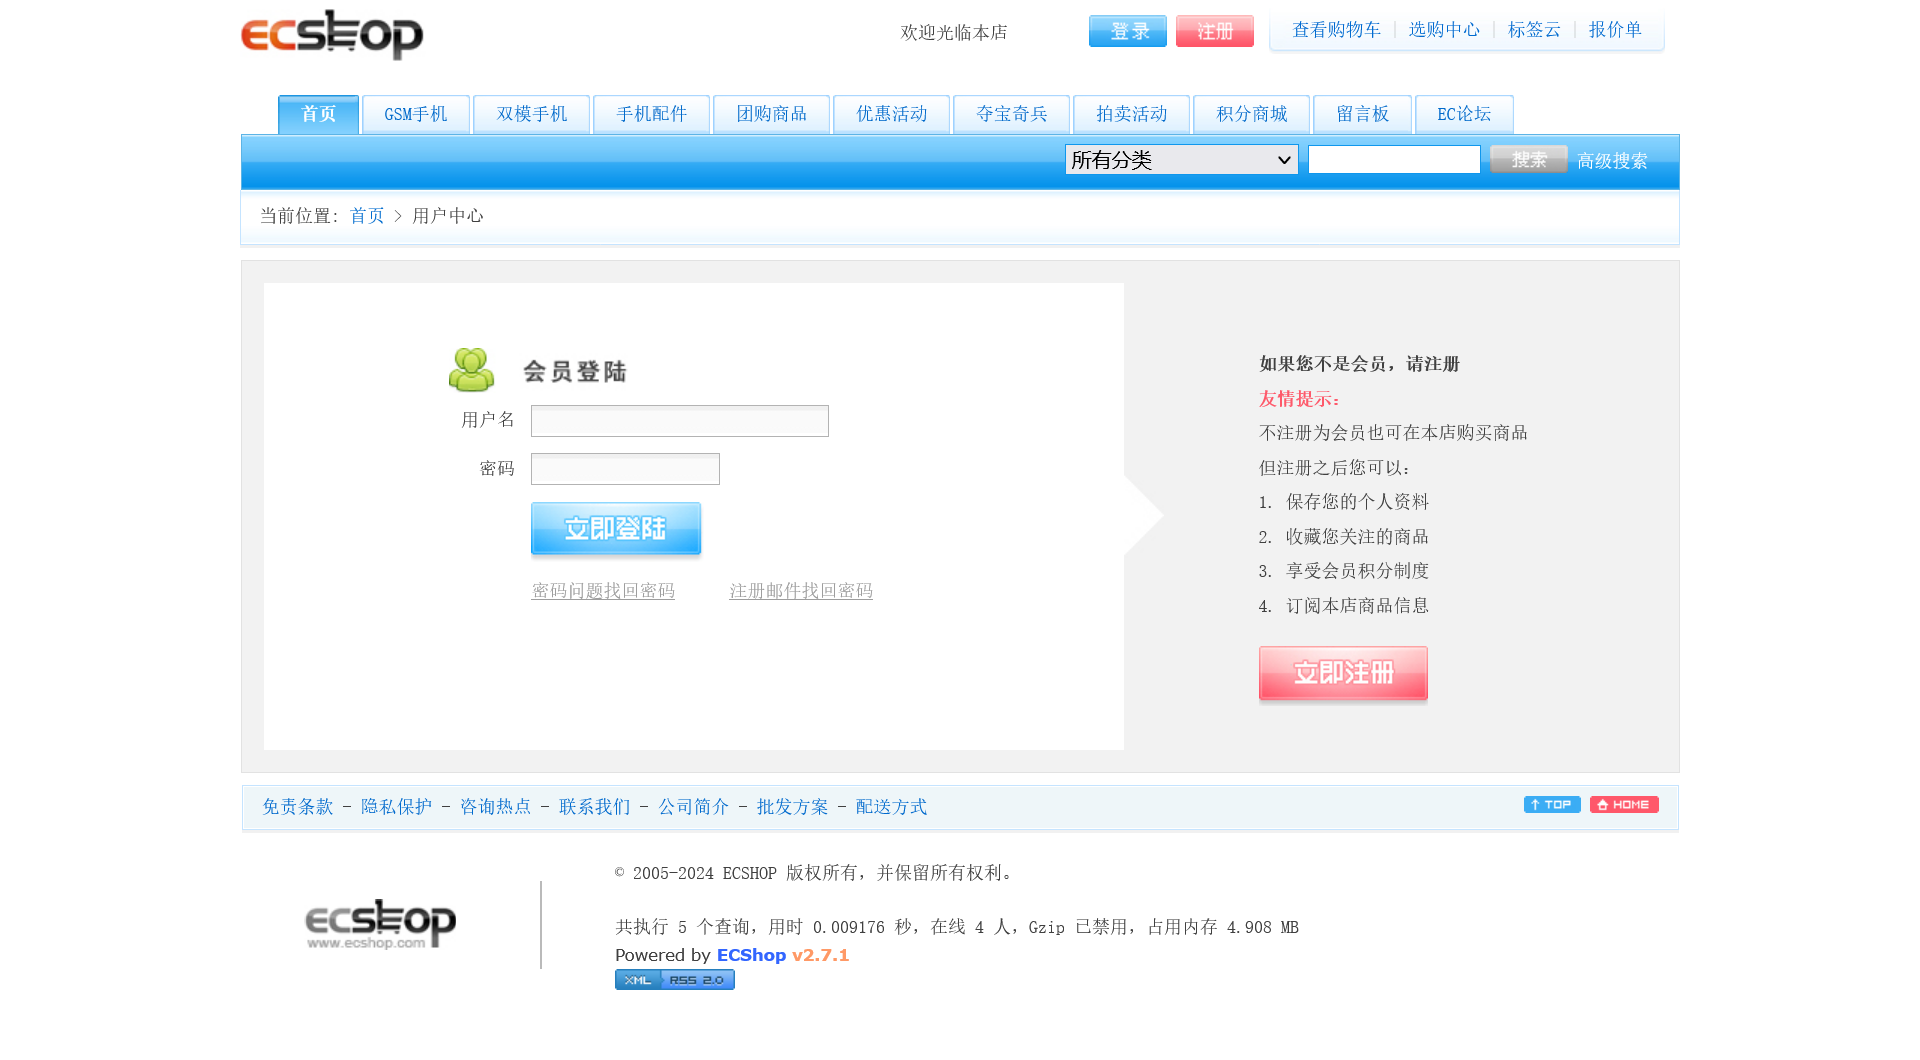 ecshop
欢迎光临本店
登录 注册
查看购物车 | 选购中心 | 标签云 | 报价单
首页 GSM手机 双模手机 手机配件 团购商品 优惠活动 夺宝奇兵 拍卖活动 积分商城 留言板 EC论坛
所有分类 搜索 高级搜索
当前位置: 首页 > 用户中心
会员登陆
用户名
密码
立即登陆
密码问题找回密码 注册邮件找回密码
如果您不是会员，请注册
友情提示：
不注册为会员也可在本店购买商品
但注册之后您可以：
1. 保存您的个人资料
2. 收藏您关注的商品
3. 享受会员积分制度
4. 订阅本店商品信息
立即注册
免责条款 - 隐私保护 - 咨询热点 - 联系我们 - 公司简介 - 批发方案 - 配送方式
TOP HOME
ecshop
www.ecshop.com
© 2005-2024 ECSHOP 版权所有，并保留所有权利。
共执行 5 个查询，用时 0.009176 秒，在线 4 人，Gzip 已禁用，占用内存 4.908 MB
Powered by ECShop v2.7.1
XML RSS 2.0